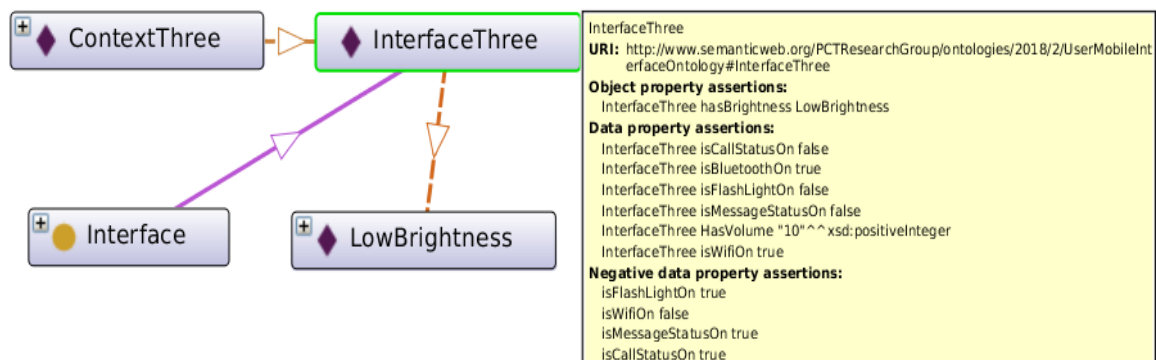 ContextThree
InterfaceThree
Interface
LowBrightness
InterfaceThree
URI: http://www.semanticweb.org/PCTResearchGroup/ontologies/2018/2/UserMobileInt
erfaceOntology#InterfaceThree
Object property assertions:
InterfaceThree hasBrightness LowBrightness
Data property assertions:
InterfaceThree isCallStatusOn false
InterfaceThree isBluetoothOn true
InterfaceThree isFlashLightOn false
InterfaceThree isMessageStatusOn false
InterfaceThree HasVolume "10"^^xsd:positiveInteger
InterfaceThree isWifiOn true
Negative data property assertions:
isFlashLightOn true
isWifiOn false
isMessageStatusOn true
isCallStatusOn true